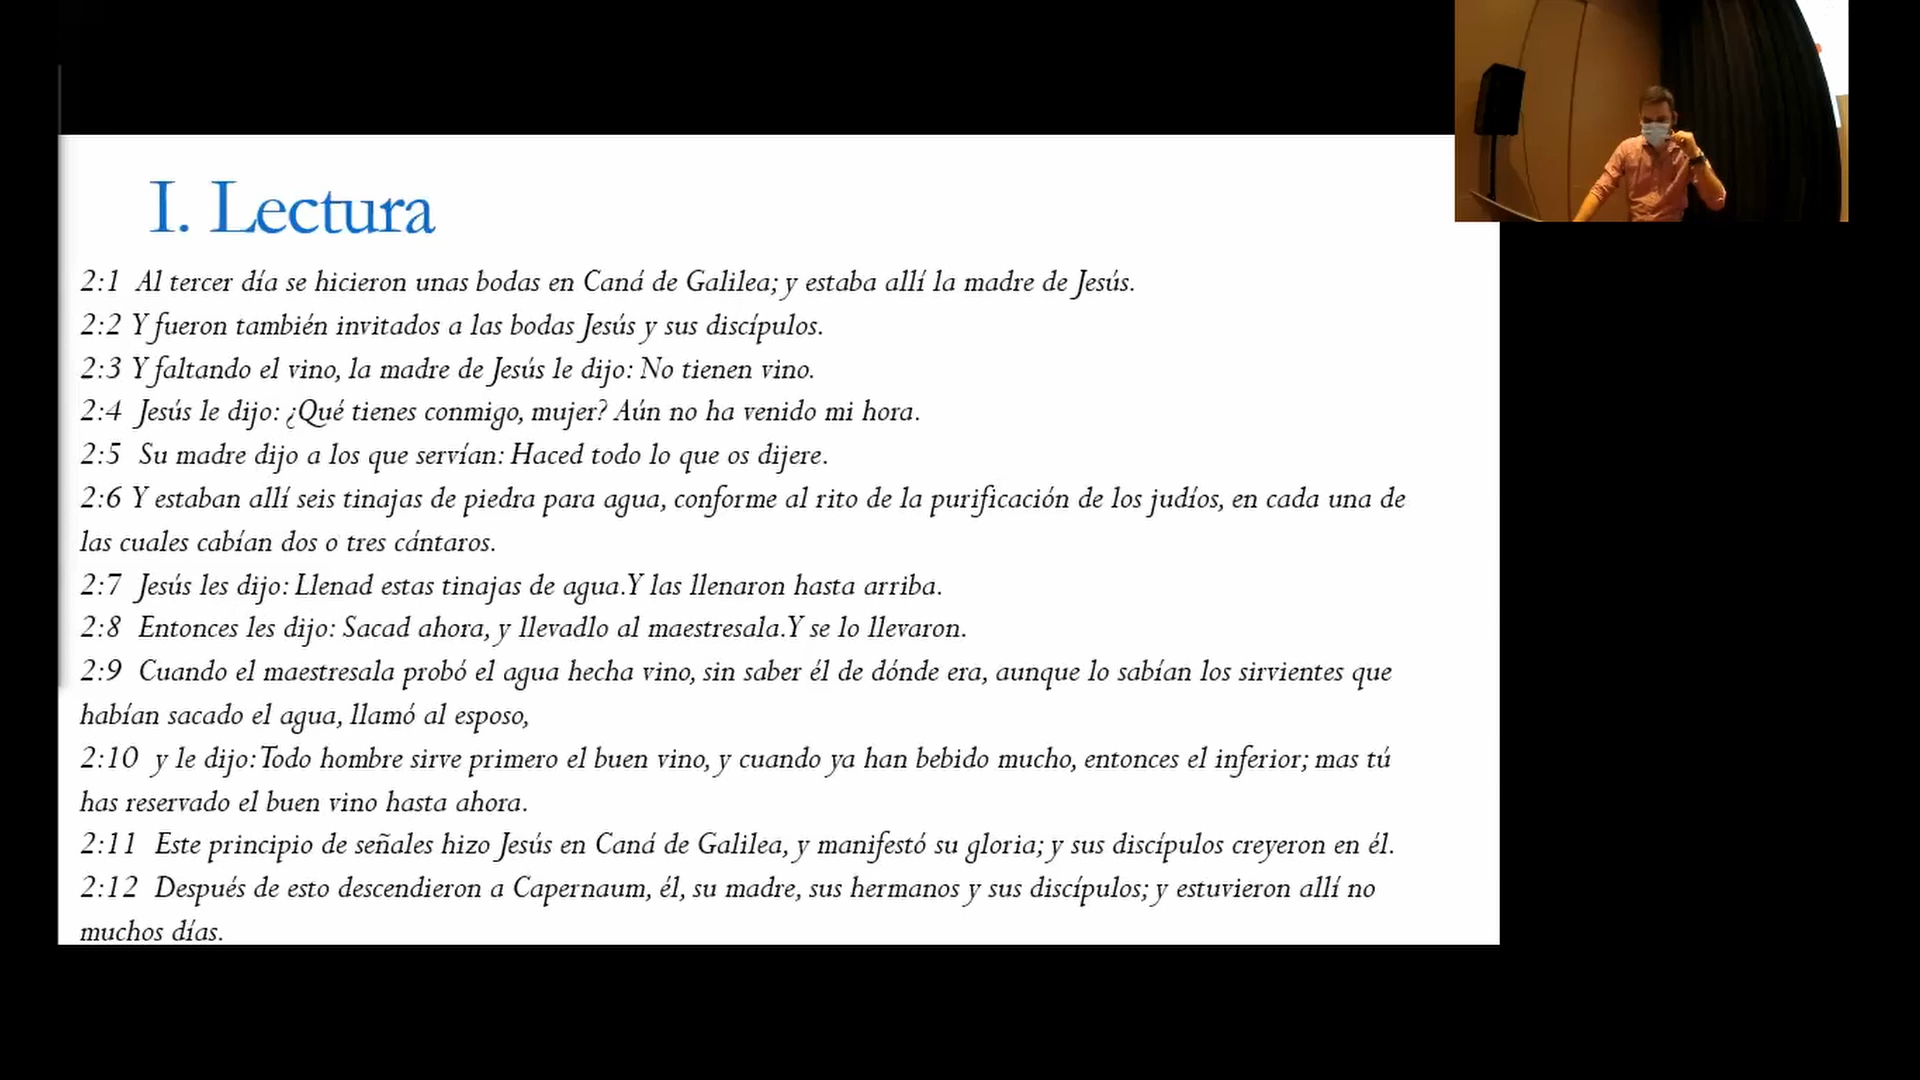 I. Lectura
2:1 Al tercer día se hicieron unas bodas en Caná de Galilea; y estaba allí la madre de Jesús.
2:2 Y fueron también invitados a las bodas Jesús y sus discípulos.
2:3 Y faltando el vino, la madre de Jesús le dijo: No tienen vino.
2:4 Jesús le dijo: ¿Qué tienes conmigo, mujer? Aún no ha venido mi hora.
2:5 Su madre dijo a los que servían: Haced todo lo que os dijere.
2:6 Y estaban allí seis tinajas de piedra para agua, conforme al rito de la purificación de los judíos, en cada una de
las cuales cabían dos o tres cántaros.
2:7 Jesús les dijo: Llenad estas tinajas de agua.Y las llenaron hasta arriba.
2:8 Entonces les dijo: Sacad ahora, y llevadlo al maestresala.Y se lo llevaron.
2:9 Cuando el maestresala probó el agua hecha vino, sin saber él de dónde era, aunque lo sabían los sirvientes que
habían sacado el agua, llamó al esposo,
2:10 y le dijo: Todo hombre sirve primero el buen vino, y cuando ya han bebido mucho, entonces el inferior; mas tú
has reservado el buen vino hasta ahora.
2:11 Este principio de señales hizo Jesús en Caná de Galilea, y manifestó su gloria; y sus discípulos creyeron en él.
2:12 Después de esto descendieron a Capernaum, él, su madre, sus hermanos y sus discípulos; y estuvieron allí no
muchos días.